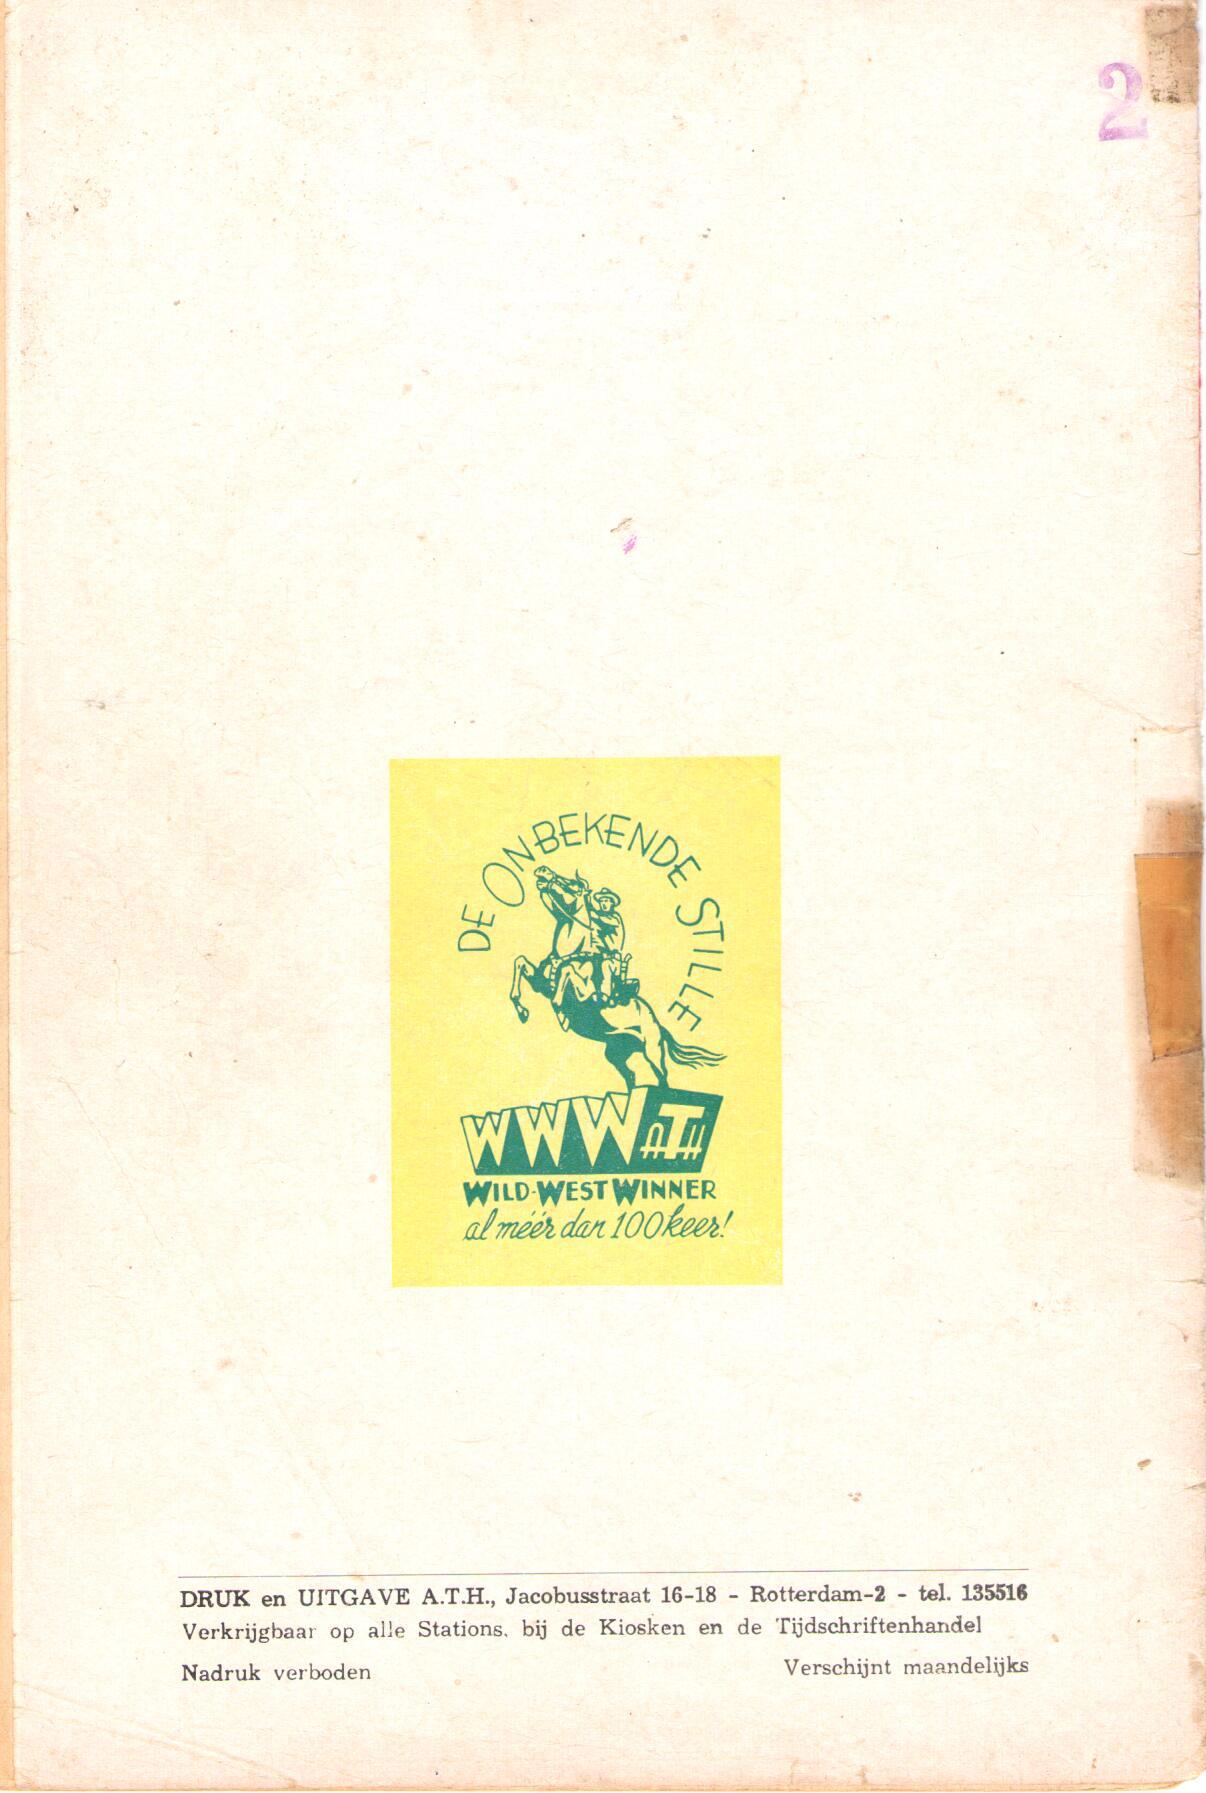 2
DE ONBEKENDE STILLE
WWW ATH
WILD-WEST WINNER
al méér dan 100 keer!
DRUK en UITGAVE A.T.H., Jacobusstraat 16-18 - Rotterdam-2 - tel. 135516
Verkrijgbaar op alle Stations, bij de Kiosken en de Tijdschriftenhandel
Nadruk verboden Verschijnt maandelijks